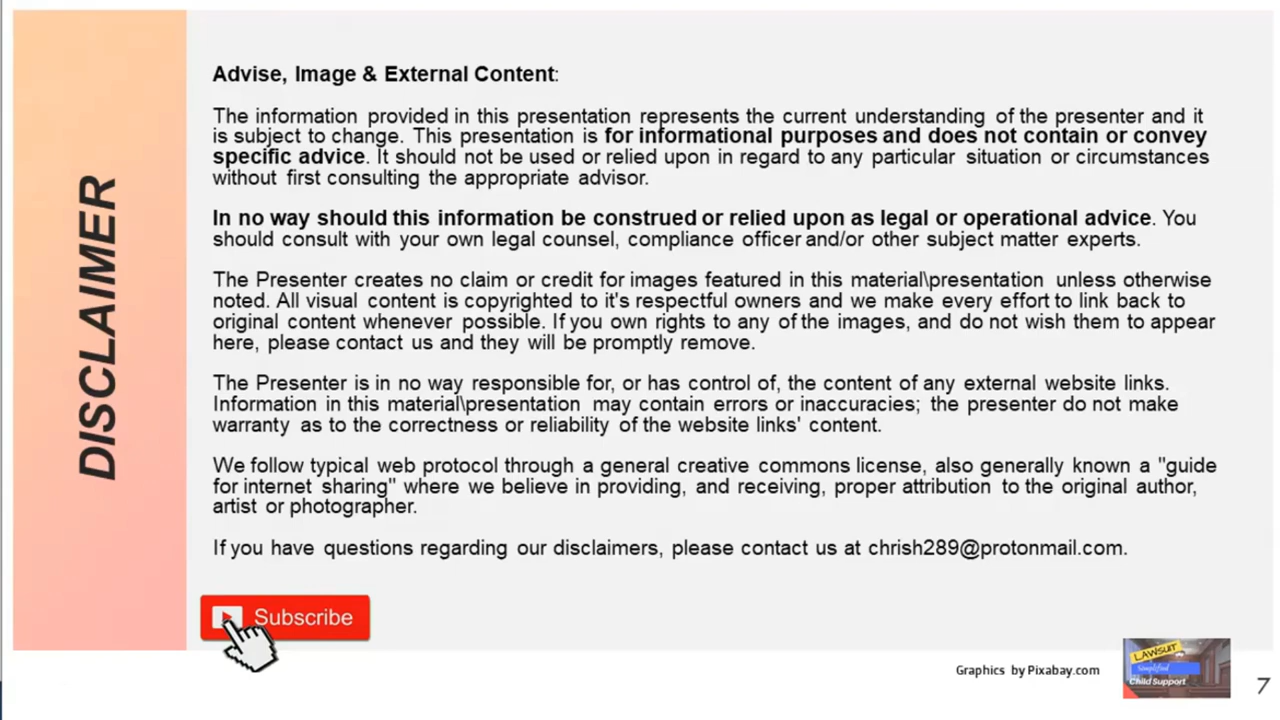 DISCLAIMER
Advise, Image & External Content:
The information provided in this presentation represents the current understanding of the presenter and it
is subject to change. This presentation is for informational purposes and does not contain or convey
specific advice. It should not be used or relied upon in regard to any particular situation or circumstances
without first consulting the appropriate advisor.
In no way should this information be construed or relied upon as legal or operational advice. You
should consult with your own legal counsel, compliance officer and/or other subject matter experts.
The Presenter creates no claim or credit for images featured in this material\presentation unless otherwise
noted. All visual content is copyrighted to it's respectful owners and we make every effort to link back to
original content whenever possible. If you own rights to any of the images, and do not wish them to appear
here, please contact us and they will be promptly remove.
The Presenter is in no way responsible for, or has control of, the content of any external website links.
Information in this material\presentation may contain errors or inaccuracies; the presenter do not make
warranty as to the correctness or reliability of the website links' content.
We follow typical web protocol through a general creative commons license, also generally known a "guide
for internet sharing" where we believe in providing, and receiving, proper attribution to the original author,
artist or photographer.
If you have questions regarding our disclaimers, please contact us at chrish289@protonmail.com.
Subscribe
Graphics by Pixabay.com
LAWSUIT
Simplified
Child Support
7